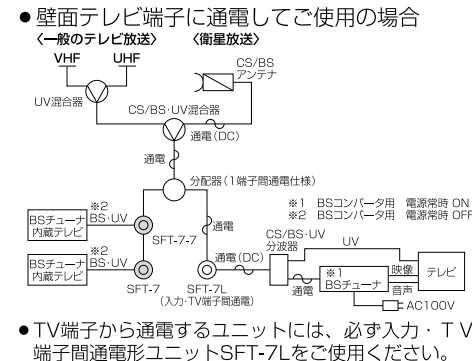 ●壁面テレビ端子に通電してご使用の場合
〈一般のテレビ放送〉 〈衛星放送〉
VHF UHF
CS/BS
アンテナ
UV混合器
CS/BS·UV混合器
通電(DC)
通電
分配器(1端子間通電仕様)
※1 BSコンバータ用 電源常時 ON
※2 BSコンバータ用 電源常時 OFF
※2
BSチューナ BS·UV
内蔵テレビ
SFT-7-7
通電
CS/BS·UV
分波器
UV
通電(DC)
※2
BSチューナ BS·UV
内蔵テレビ
SFT-7
SFT-7L
(入力·TV端子間通電)
通電
※1
BSチューナ
映像
音声
テレビ
AC100V
●TV端子から通電するユニットには、必ず入力・TV
端子間通電形ユニットSFT-7Lをご使用ください。